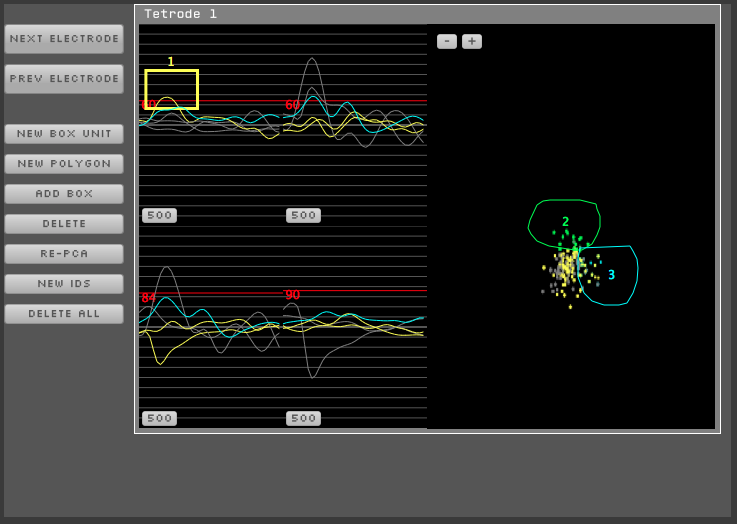 Tetrode 1
NEXT ELECTRODE
PREV ELECTRODE
NEW BOX UNIT
NEW POLYGON
ADD BOX
DELETE
RE-PCA
NEW IDS
DELETE ALL
1
60
60
500
500
84
90
500
500
-
+
2
3